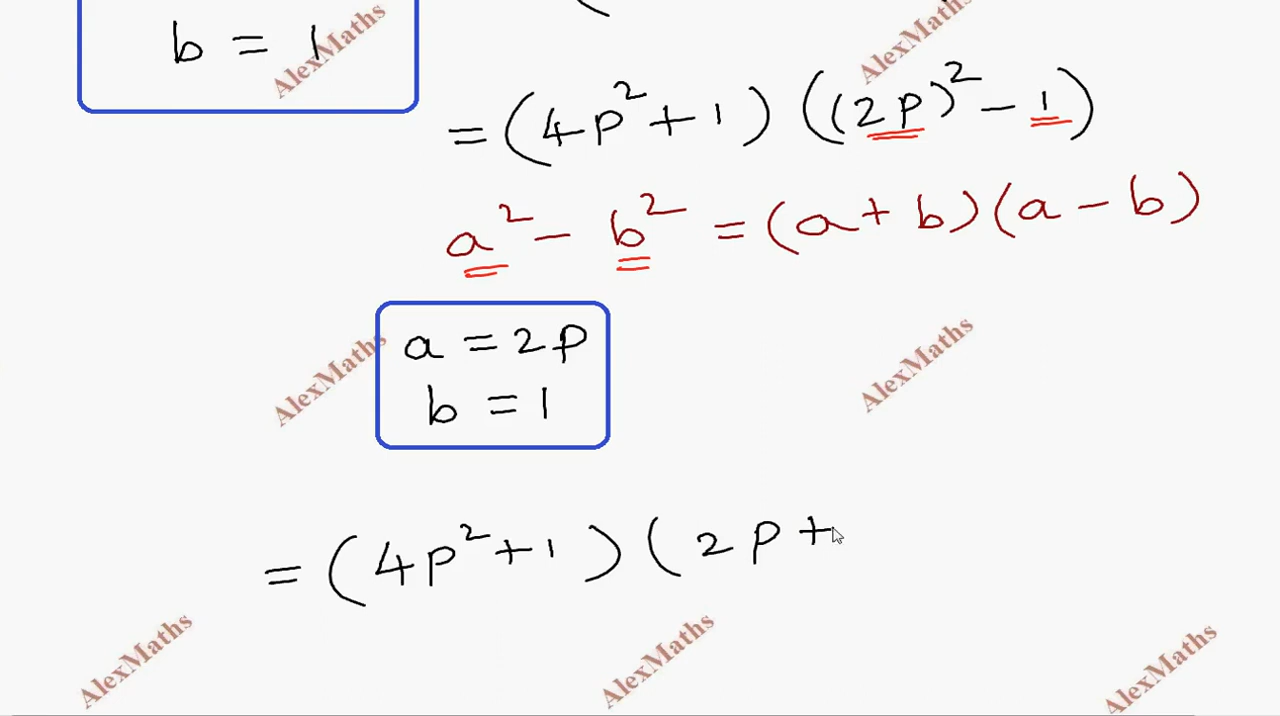 b = 1
AlexMaths
AlexMaths
= (4p² + 1) ((2p)² - 1)
a² - b² = (a + b)(a - b)
a = 2p
b = 1
AlexMaths
AlexMaths
= (4p² + 1) (2p +
AlexMaths
AlexMaths
AlexMaths